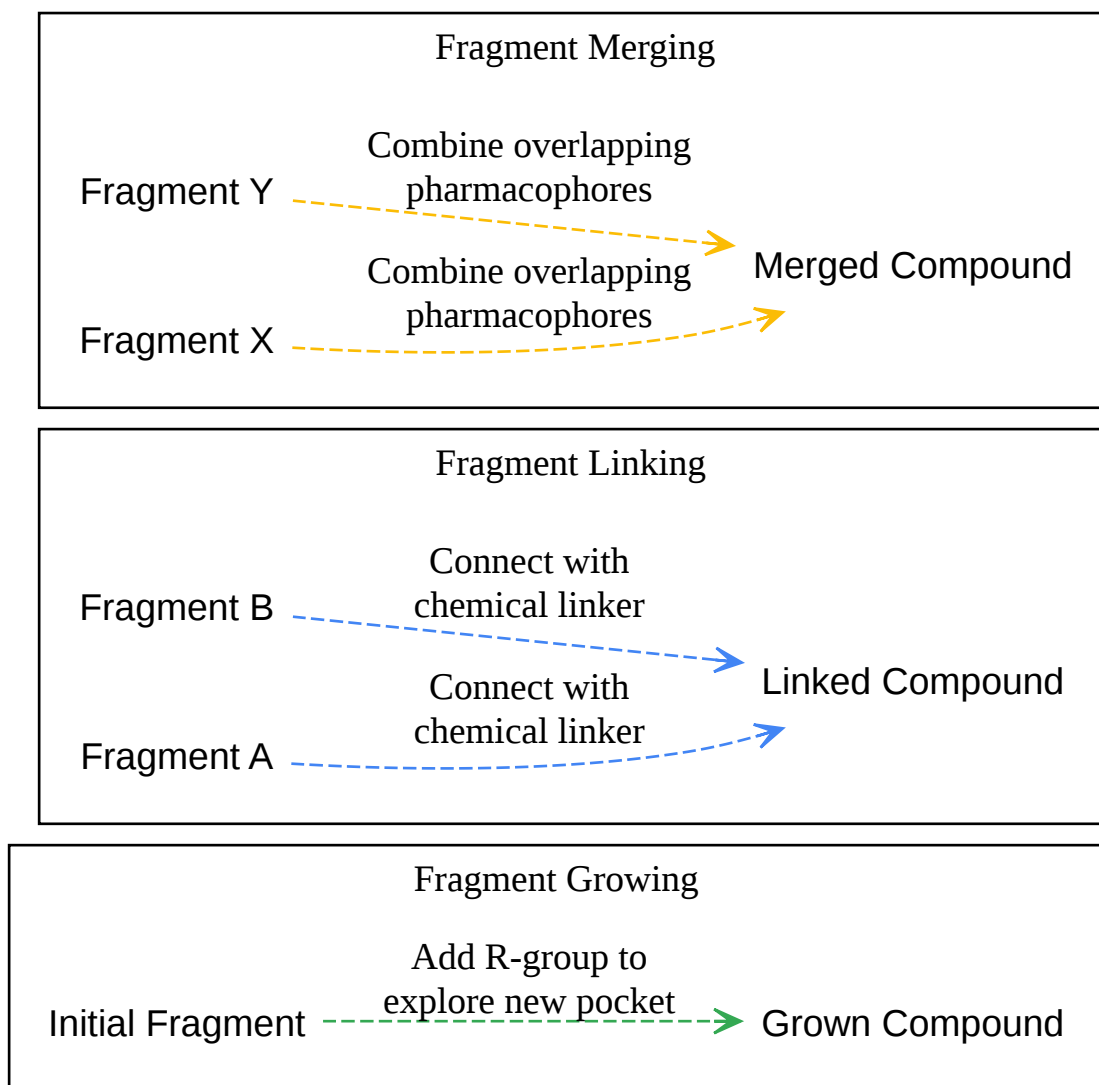 Fragment Merging
Combine overlapping
pharmacophores
Fragment Y
Merged Compound
Combine overlapping
pharmacophores
Fragment X
Fragment Linking
Connect with
chemical linker
Fragment B
Linked Compound
Connect with
chemical linker
Fragment A
Fragment Growing
Add R-group to
explore new pocket
Initial Fragment
Grown Compound